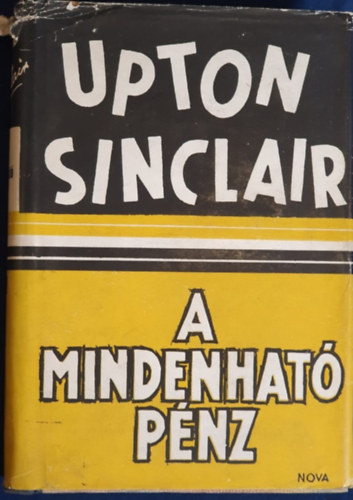 UPTON
SINCLAIR
A
MINDENHATÓ
PÉNZ
NOVA